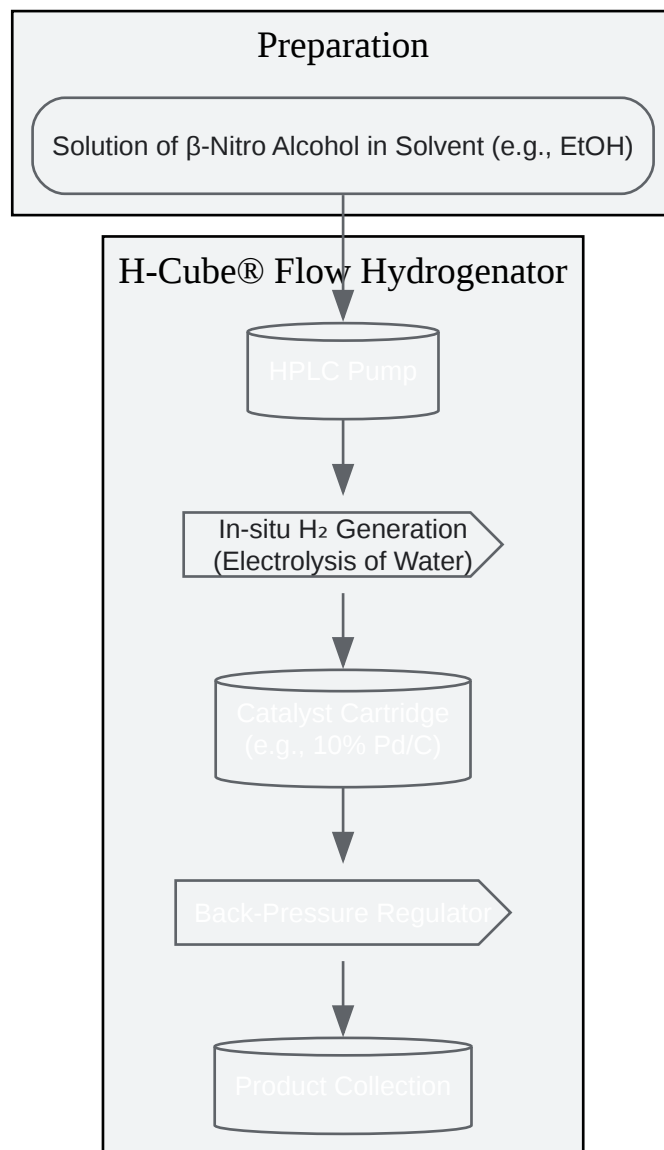 Preparation
Solution of β-Nitro Alcohol in Solvent (e.g., EtOH)
H-Cube® Flow Hydrogenator
HPLC Pump
In-situ H₂ Generation
(Electrolysis of Water)
Catalyst Cartridge
(e.g., 10% Pd/C)
Back-Pressure Regulator
Product Collection